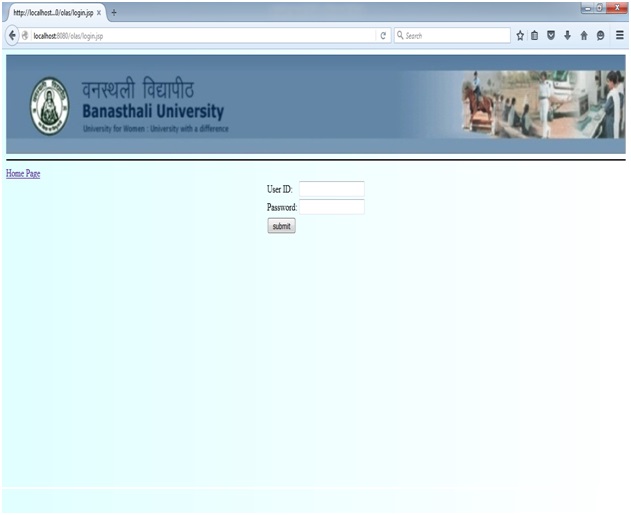 http://localhost...0/olas/login.jsp
localhost:8080/olas/login.jsp
Search
वनस्थली विद्यापीठ
Banasthali University
University for Women : University with a difference
Home Page
User ID:
Password:
submit